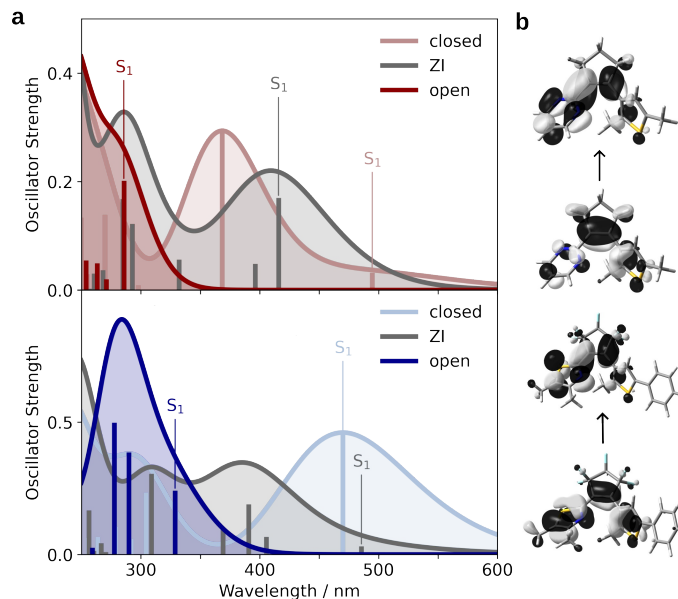 a
b
Oscillator Strength
0.4
0.2
0.0
S1
S1
S1
closed
ZI
open
Oscillator Strength
0.5
0.0
S1
S1
S1
closed
ZI
open
300
400
500
600
Wavelength / nm